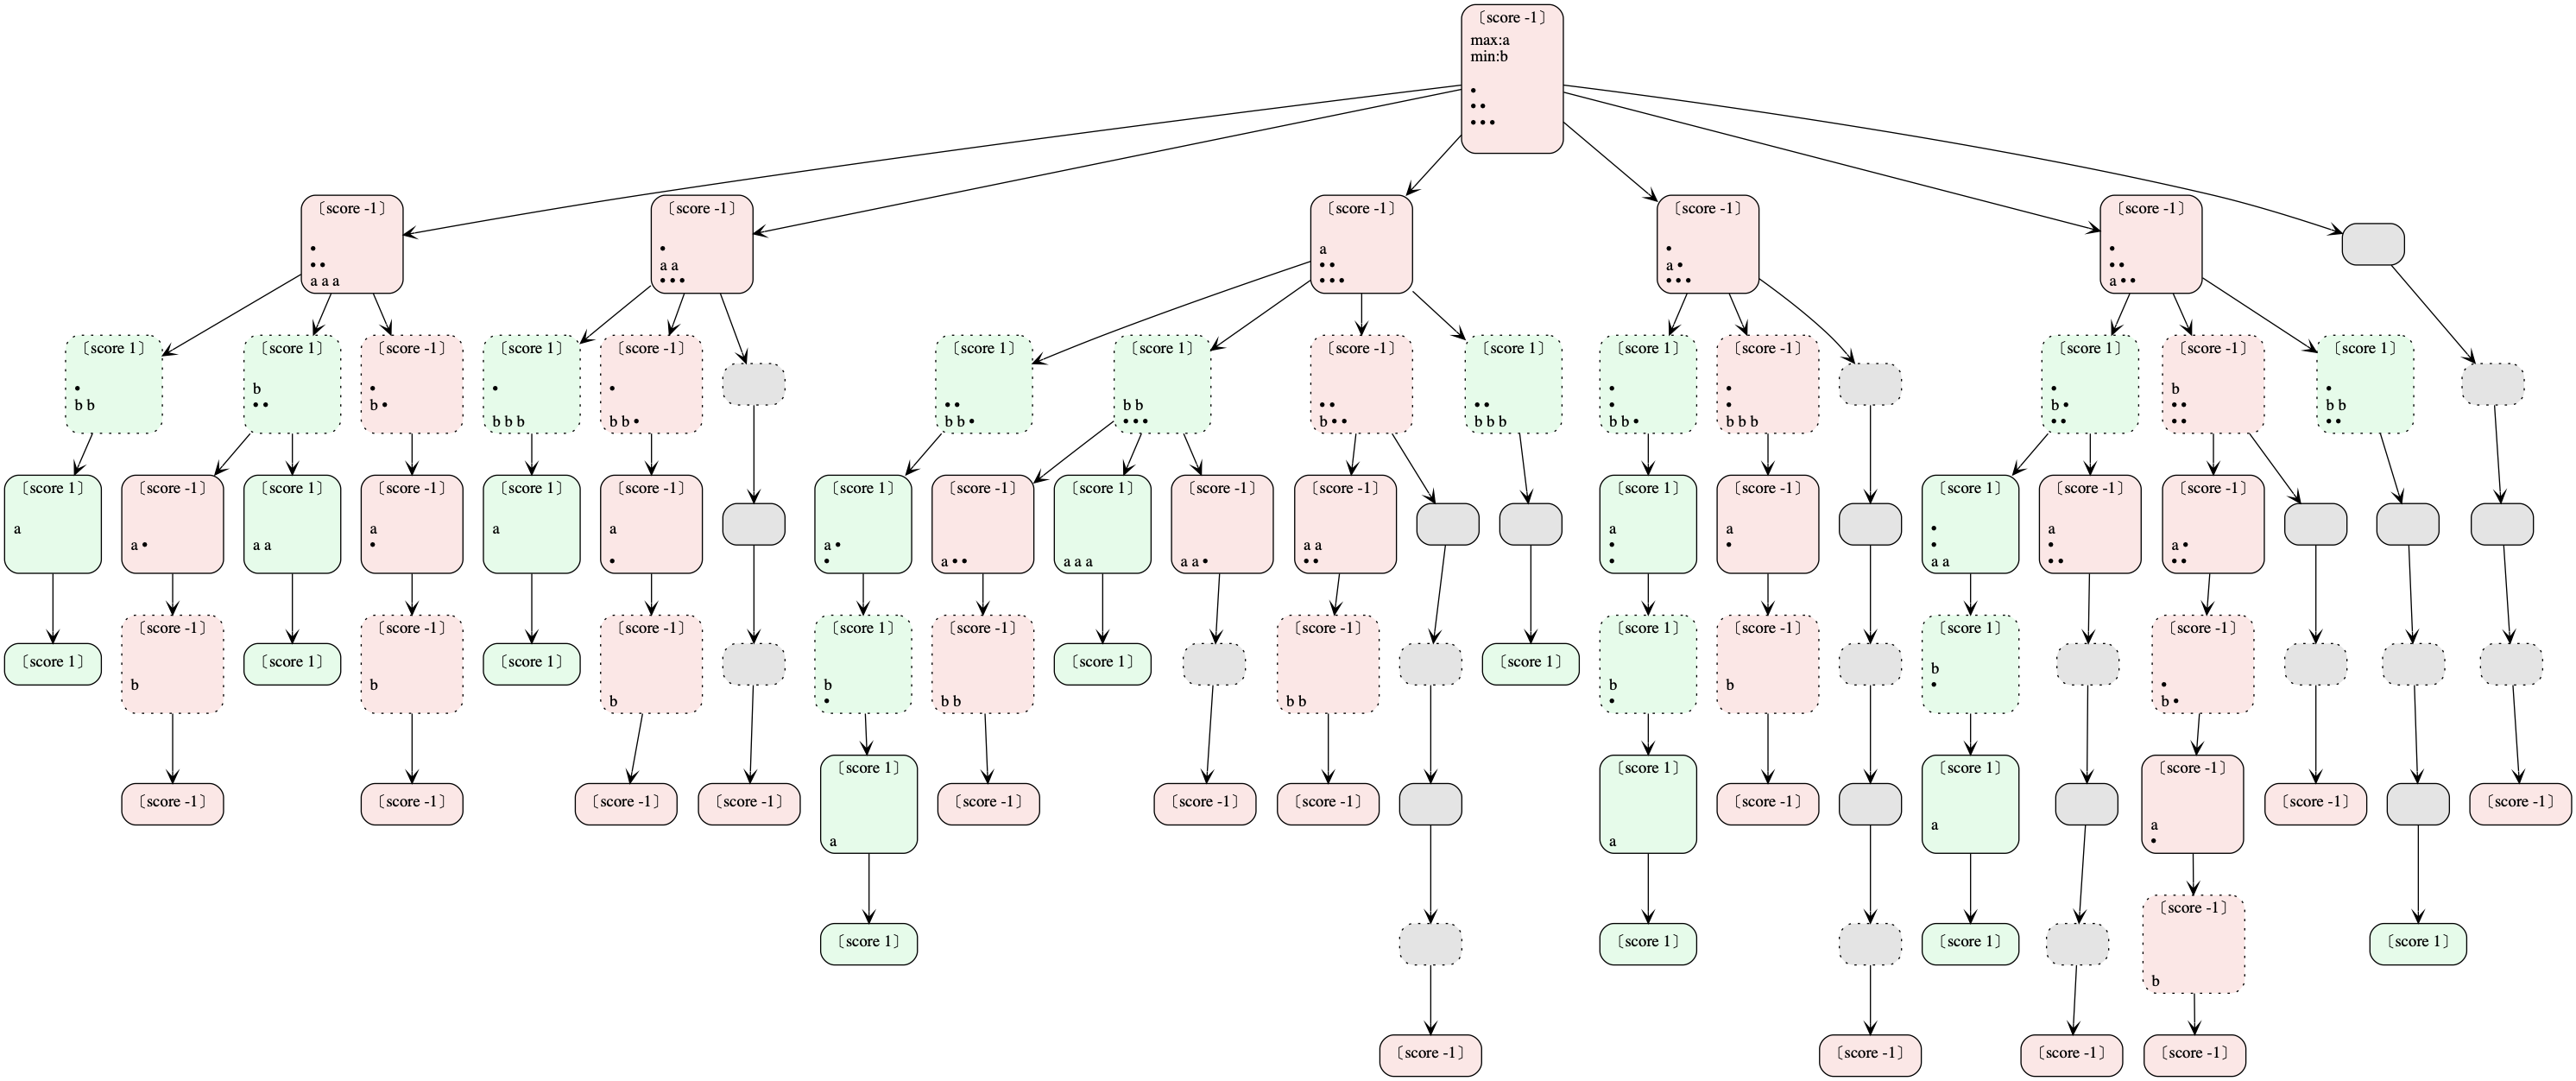 〔score -1〕
max:a
min:b
•
• •
• • •
〔score -1〕
•
• •
a a a
〔score -1〕
•
a a
• • •
〔score -1〕
a
• •
• • •
〔score -1〕
•
a •
• • •
〔score -1〕
•
• •
a • •
〔score 1〕
•
b b
〔score 1〕
b
• •
〔score -1〕
•
b •
〔score 1〕
•
b b b
〔score -1〕
•
b b •
〔score 1〕
• •
b b •
〔score 1〕
b b
• • •
〔score -1〕
• •
b • •
〔score 1〕
• •
b b b
〔score 1〕
•
•
b b •
〔score -1〕
•
•
b b b
〔score 1〕
•
b •
• •
〔score -1〕
b
• •
• •
〔score 1〕
•
b b
• •
〔score 1〕
a
〔score -1〕
a •
〔score 1〕
a a
〔score -1〕
a
•
〔score 1〕
a
〔score -1〕
a
•
〔score 1〕
a •
•
〔score -1〕
a • •
〔score 1〕
a a a
〔score -1〕
a a •
〔score -1〕
a a
• •
〔score 1〕
a
•
•
〔score -1〕
a
•
〔score 1〕
•
•
a a
〔score -1〕
a
•
• •
〔score -1〕
a •
• •
〔score 1〕
〔score -1〕
b
〔score 1〕
〔score -1〕
b
〔score 1〕
〔score -1〕
b
〔score 1〕
b
•
〔score -1〕
b b
〔score 1〕
〔score -1〕
b b
〔score 1〕
〔score 1〕
b
•
〔score -1〕
b
〔score 1〕
b
•
〔score -1〕
•
b •
〔score -1〕
〔score -1〕
〔score -1〕
〔score -1〕
〔score 1〕
a
〔score -1〕
〔score -1〕
〔score -1〕
〔score 1〕
a
〔score -1〕
〔score 1〕
a
〔score -1〕
a
•
〔score -1〕
〔score -1〕
〔score 1〕
〔score 1〕
〔score 1〕
〔score -1〕
b
〔score 1〕
〔score -1〕
〔score -1〕
〔score -1〕
〔score -1〕